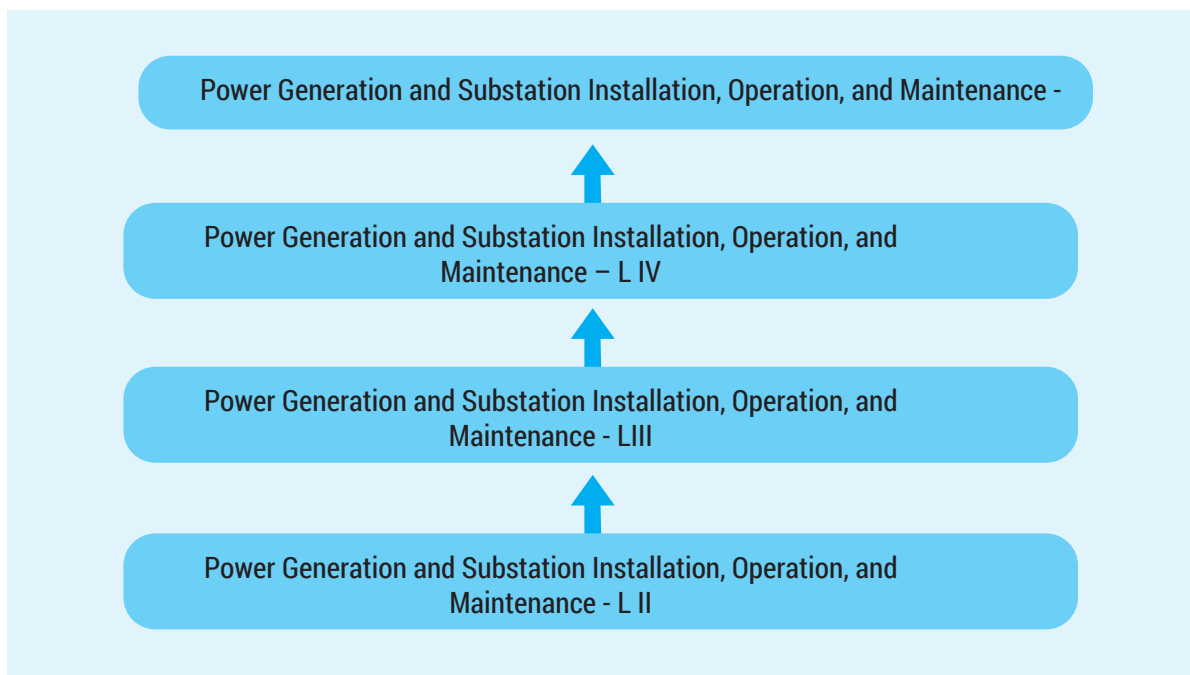 Power Generation and Substation Installation, Operation, and Maintenance -
Power Generation and Substation Installation, Operation, and
Maintenance – L IV
Power Generation and Substation Installation, Operation, and
Maintenance - LIII
Power Generation and Substation Installation, Operation, and
Maintenance - L II